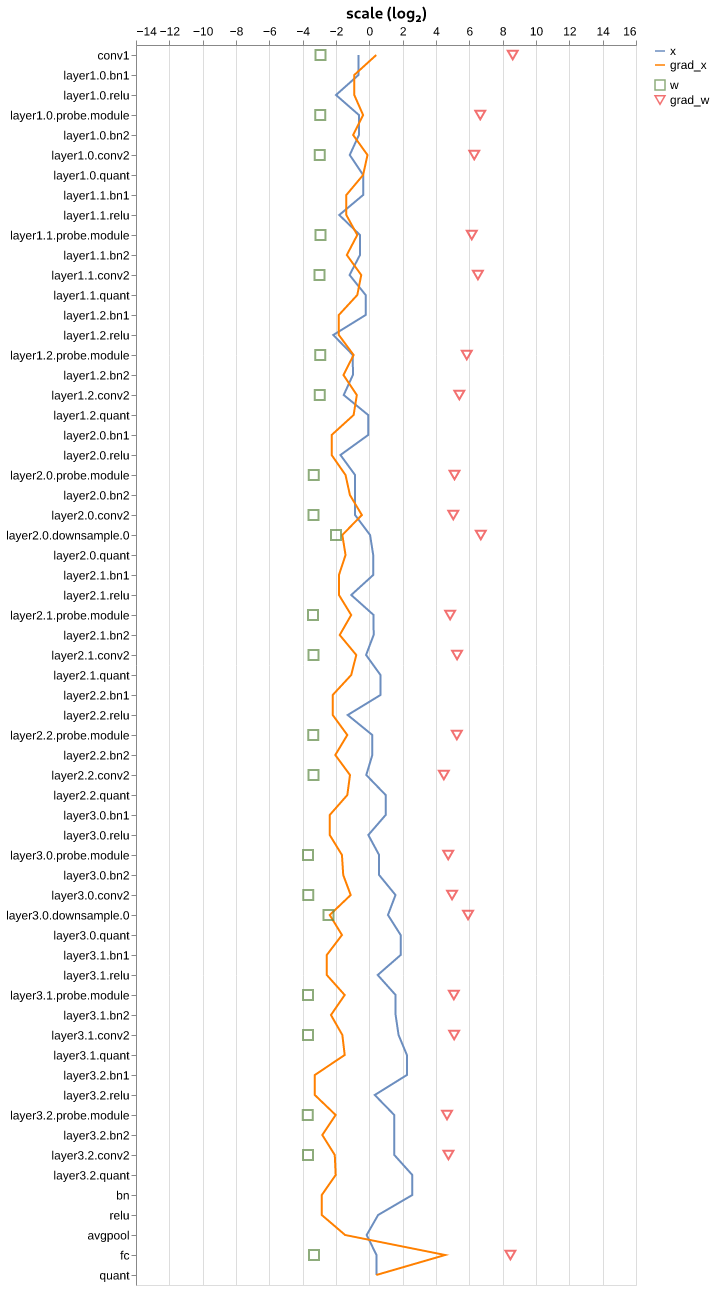 scale (log₂)
−14 −12 −10 −8 −6 −4 −2 0 2 4 6 8 10 12 14 16
x
grad_x
w
grad_w
conv1
layer1.0.bn1
layer1.0.relu
layer1.0.probe.module
layer1.0.bn2
layer1.0.conv2
layer1.0.quant
layer1.1.bn1
layer1.1.relu
layer1.1.probe.module
layer1.1.bn2
layer1.1.conv2
layer1.1.quant
layer1.2.bn1
layer1.2.relu
layer1.2.probe.module
layer1.2.bn2
layer1.2.conv2
layer1.2.quant
layer2.0.bn1
layer2.0.relu
layer2.0.probe.module
layer2.0.bn2
layer2.0.conv2
layer2.0.downsample.0
layer2.0.quant
layer2.1.bn1
layer2.1.relu
layer2.1.probe.module
layer2.1.bn2
layer2.1.conv2
layer2.1.quant
layer2.2.bn1
layer2.2.relu
layer2.2.probe.module
layer2.2.bn2
layer2.2.conv2
layer2.2.quant
layer3.0.bn1
layer3.0.relu
layer3.0.probe.module
layer3.0.bn2
layer3.0.conv2
layer3.0.downsample.0
layer3.0.quant
layer3.1.bn1
layer3.1.relu
layer3.1.probe.module
layer3.1.bn2
layer3.1.conv2
layer3.1.quant
layer3.2.bn1
layer3.2.relu
layer3.2.probe.module
layer3.2.bn2
layer3.2.conv2
layer3.2.quant
bn
relu
avgpool
fc
quant